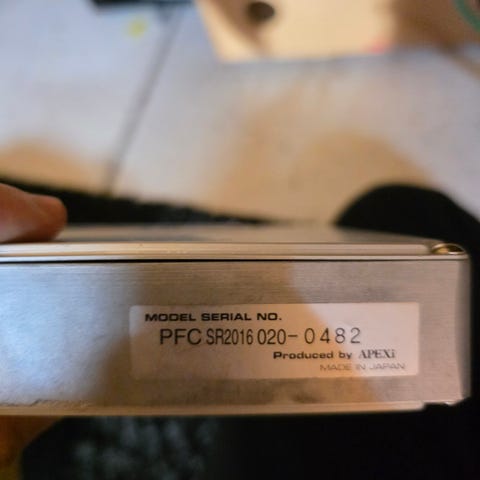 MODEL SERIAL NO.
PFC SR2016 020-0482
Produced by APEXi
MADE IN JAPAN